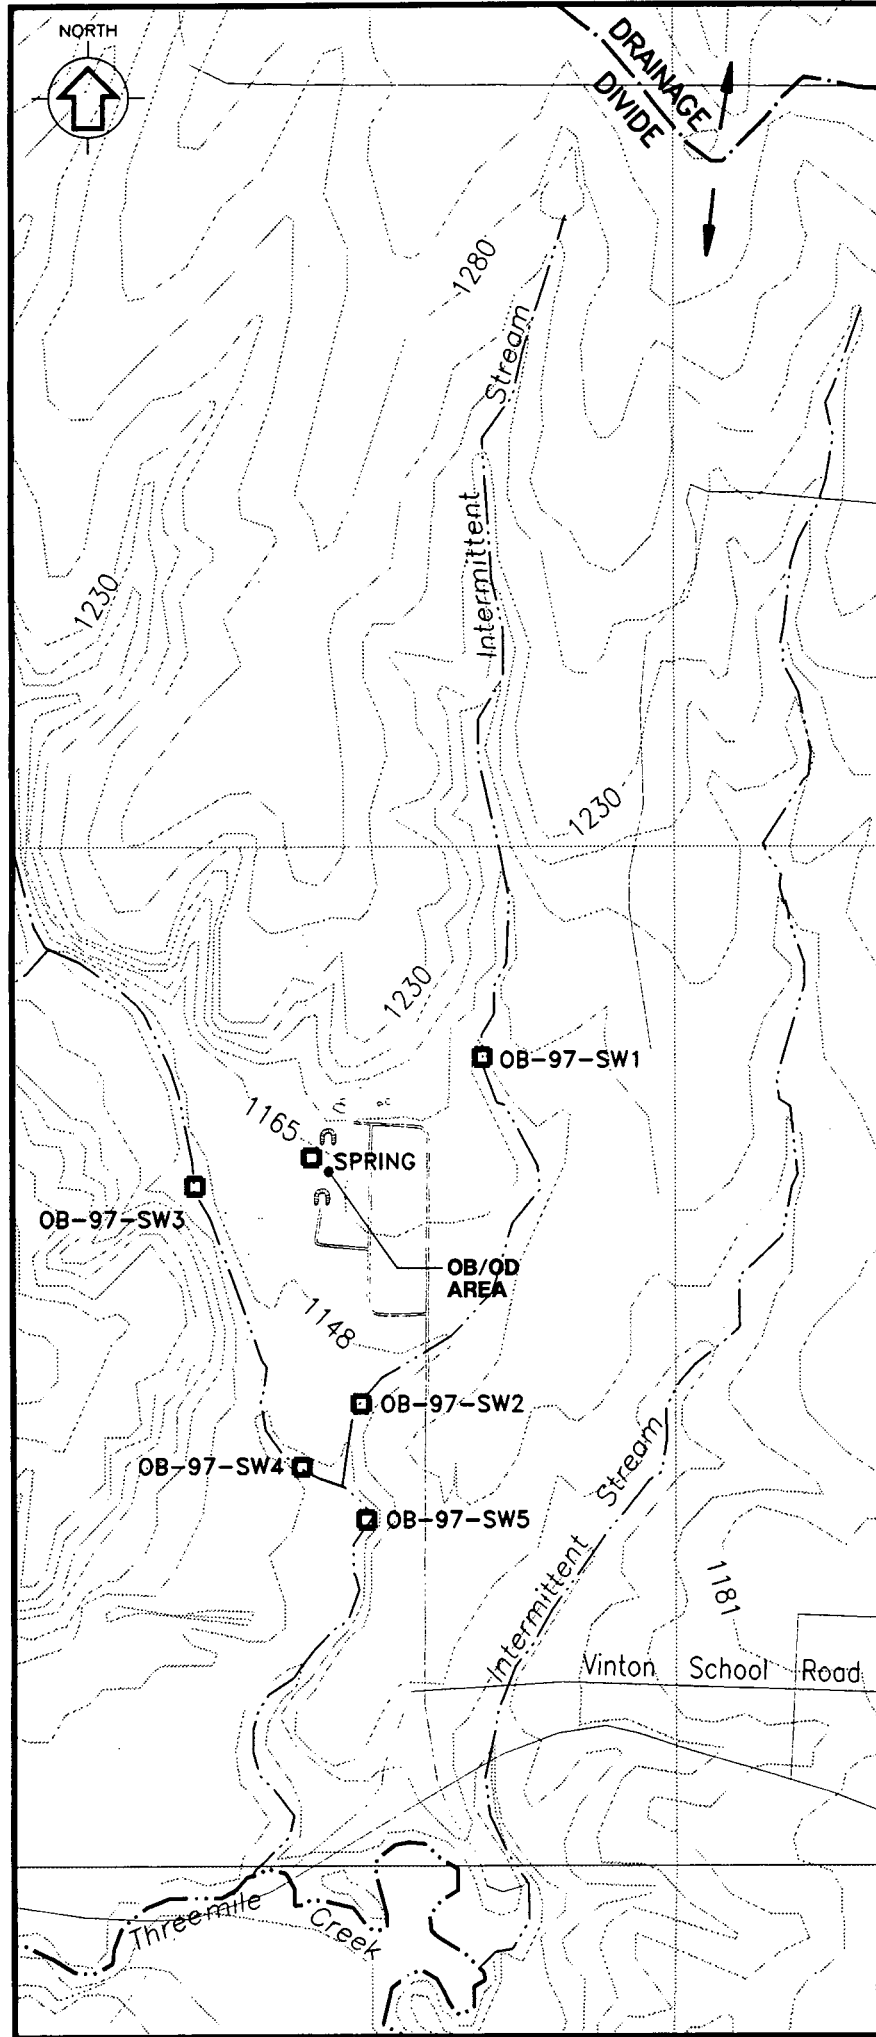 NORTH
DRAINAGE
DIVIDE
1280
Stream
Intermittent
1230
1230
1230
OB-97-SW1
1165
SPRING
OB-97-SW3
OB/OD
AREA
1148
OB-97-SW2
OB-97-SW4
Stream
OB-97-SW5
Intermittent
1181
Vinton School Road
Threemile Creek